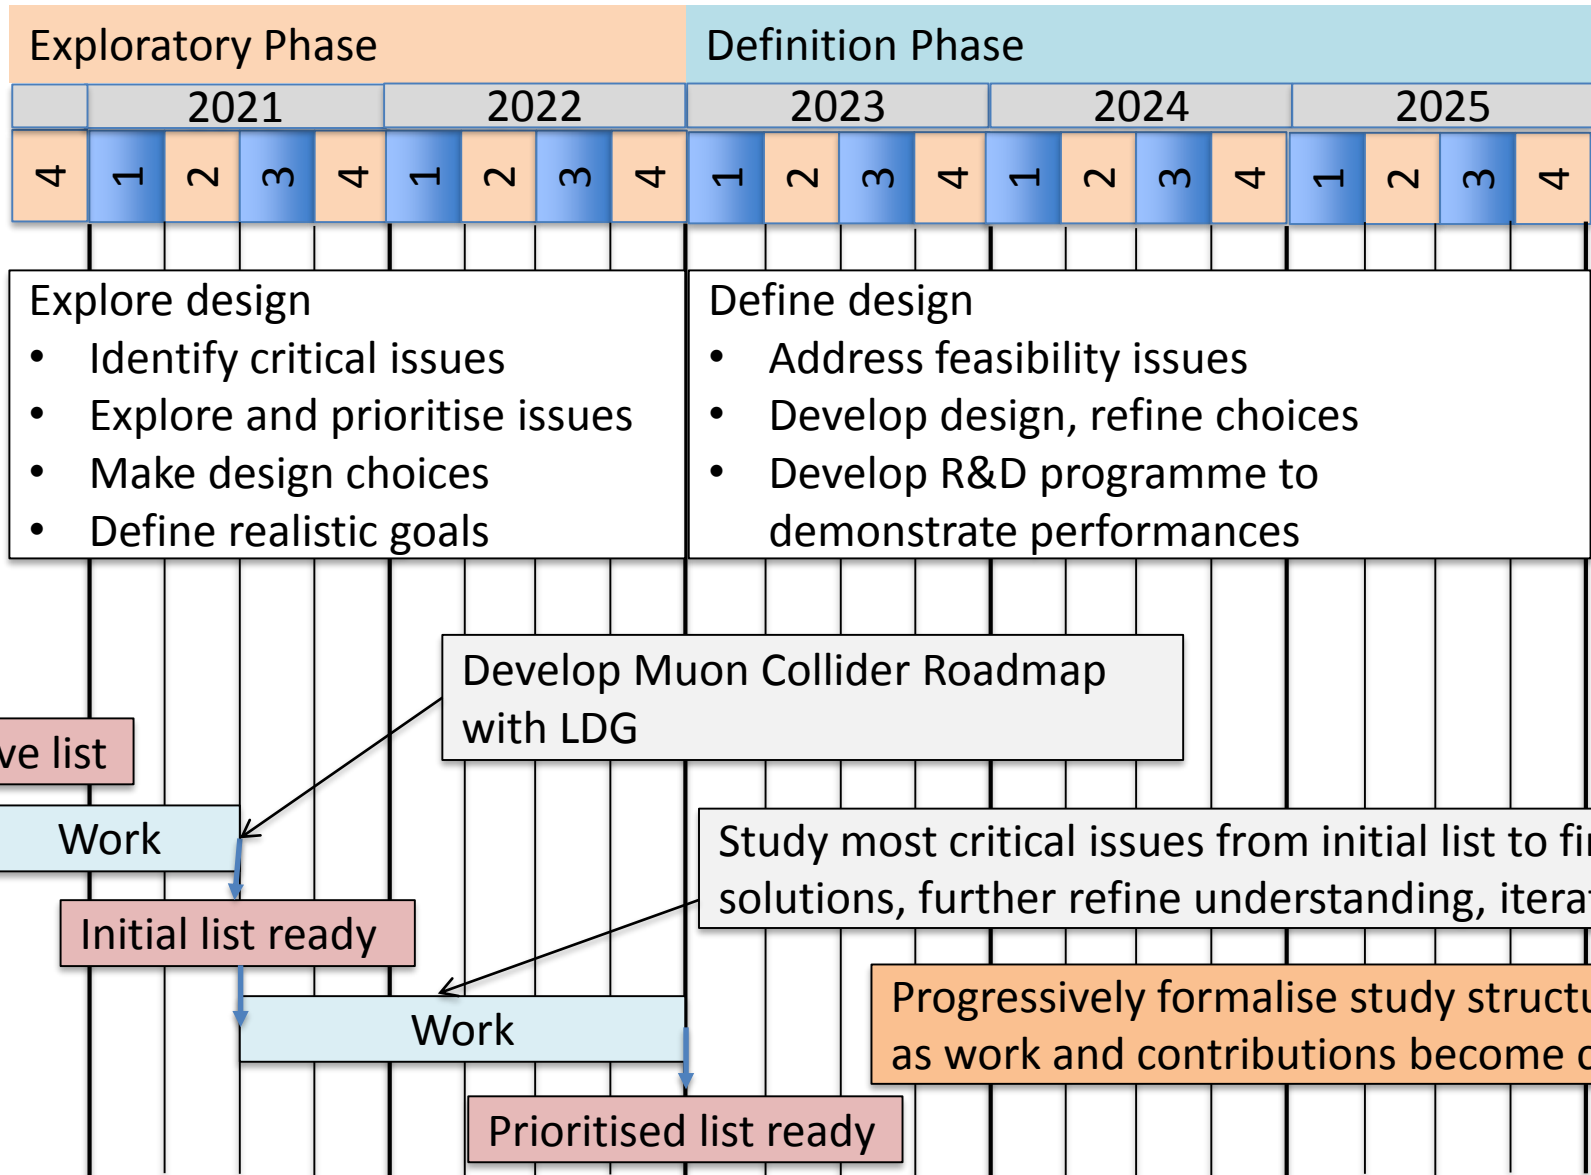 Exploratory Phase
Definition Phase
2021 2022 2023 2024 2025
4 1 2 3 4 1 2 3 4 1 2 3 4 1 2 3 4 1 2 3 4
Explore design
• Identify critical issues
• Explore and prioritise issues
• Make design choices
• Define realistic goals
Define design
• Address feasibility issues
• Develop design, refine choices
• Develop R&D programme to
demonstrate performances
Develop Muon Collider Roadmap
with LDG
list
Work
Study most critical issues from initial list to
solutions, further refine understanding,
Initial list ready
Progressively formalise study
as work and contributions become
Work
Prioritised list ready